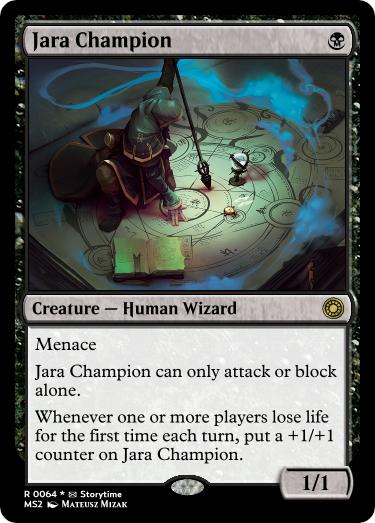 Jara Champion
Creature — Human Wizard
Menace
Jara Champion can only attack or block
alone.
Whenever one or more players lose life
for the first time each turn, put a +1/+1
counter on Jara Champion.
1/1
R 0064 * Storytime
MS2 Mateusz Mizak